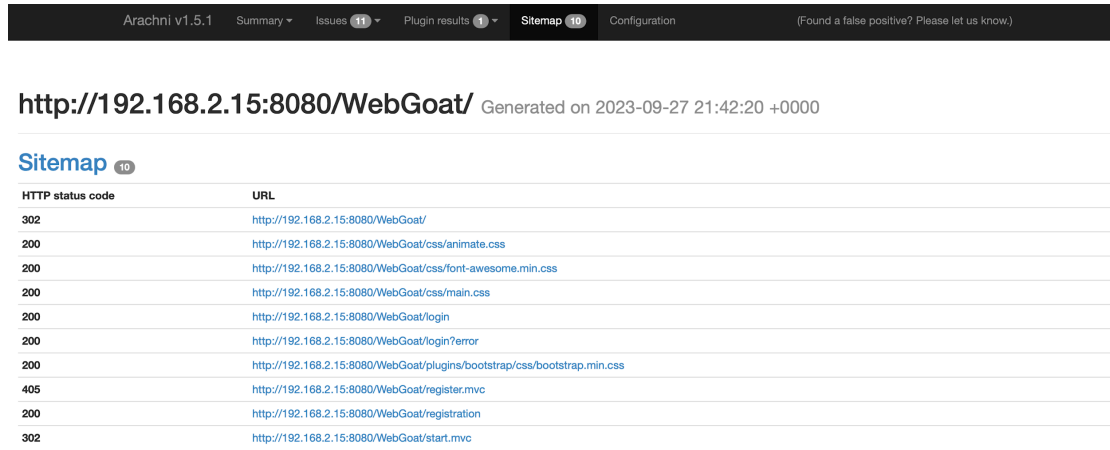 Arachni v1.5.1 Summary Issues 11 Plugin results 1 Sitemap 10 Configuration (Found a false positive? Please let us know.)
http://192.168.2.15:8080/WebGoat/ Generated on 2023-09-27 21:42:20 +0000
Sitemap 10
HTTP status code URL
302 http://192.168.2.15:8080/WebGoat/
200 http://192.168.2.15:8080/WebGoat/css/animate.css
200 http://192.168.2.15:8080/WebGoat/css/font-awesome.min.css
200 http://192.168.2.15:8080/WebGoat/css/main.css
200 http://192.168.2.15:8080/WebGoat/login
200 http://192.168.2.15:8080/WebGoat/login?error
200 http://192.168.2.15:8080/WebGoat/plugins/bootstrap/css/bootstrap.min.css
405 http://192.168.2.15:8080/WebGoat/register.mvc
200 http://192.168.2.15:8080/WebGoat/registration
302 http://192.168.2.15:8080/WebGoat/start.mvc